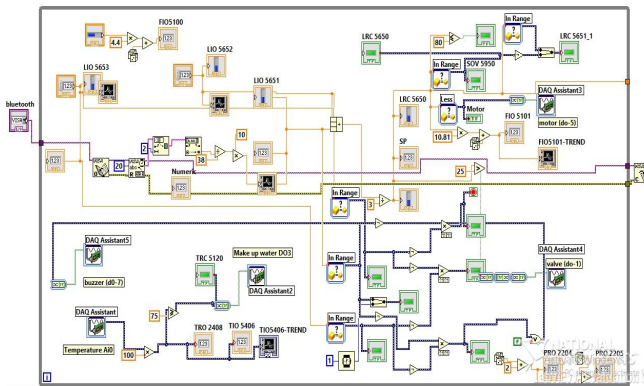 FIO5100
4.4
LIO 5652
LIO 5653
LIO 5651
bluetooth
2
20
38
10
Numeric
LRC 5650
80
In Range
LRC 5651_1
In Range
SOV 5950
DAQ Assistant3
motor (do-5)
Less
Motor
LRC 5650
10.81
FIO 5101
FIO5101-TREND
SP
25
In Range
3
DAQ Assistant5
buzzer (d0-7)
TRC 5120
Make up water DO3
DAQ Assistant2
In Range
DAQ Assistant4
valve (do-1)
DAQ Assistant
75
Temperature Ai0
100
TRO 2408
TIO 5406
TIO5406-TREND
In Range
1
2
PRO 2204
PRO 2205
NATIONAL
i